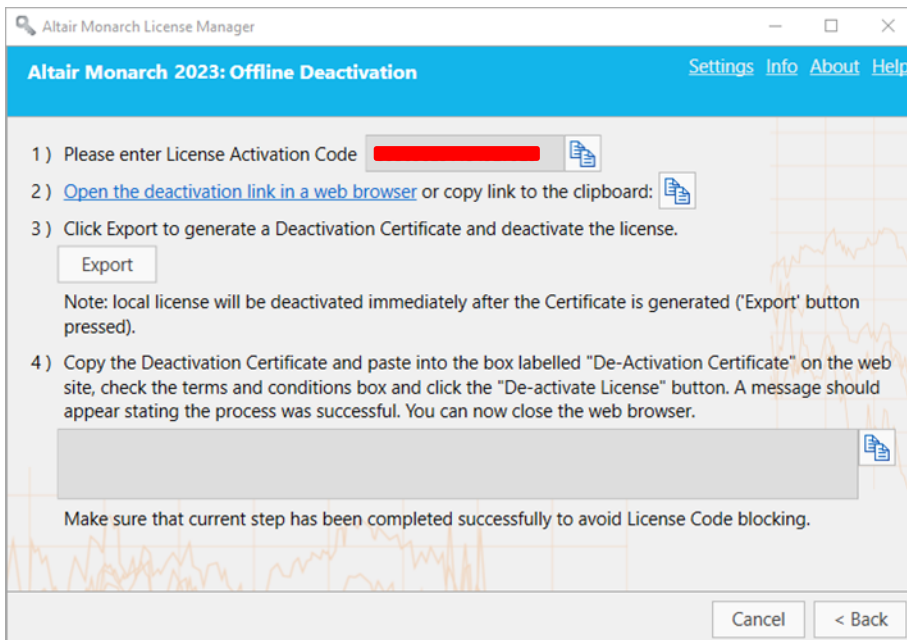 Altair Monarch License Manager
Altair Monarch 2023: Offline Deactivation
Settings Info About Help
1 ) Please enter License Activation Code
2 ) Open the deactivation link in a web browser or copy link to the clipboard:
3 ) Click Export to generate a Deactivation Certificate and deactivate the license.
Export
Note: local license will be deactivated immediately after the Certificate is generated ('Export' button
pressed).
4 ) Copy the Deactivation Certificate and paste into the box labelled "De-Activation Certificate" on the web
site, check the terms and conditions box and click the "De-activate License" button. A message should
appear stating the process was successful. You can now close the web browser.
Make sure that current step has been completed successfully to avoid License Code blocking.
Cancel < Back